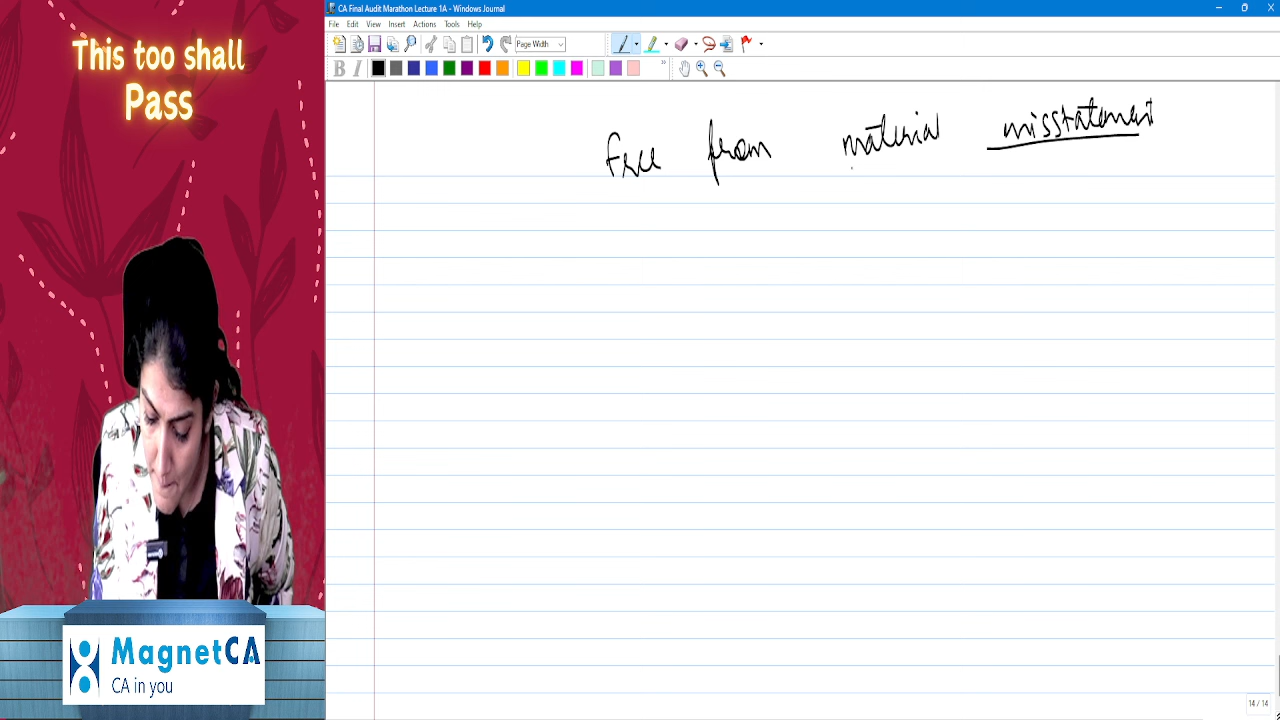 This too shall
Pass
CA Final Audit Marathon Lecture 1A - Windows Journal
File Edit View Insert Actions Tools Help
Page Width
B I
Free from material misstatement
MagnetCA
CA in you
14 / 14